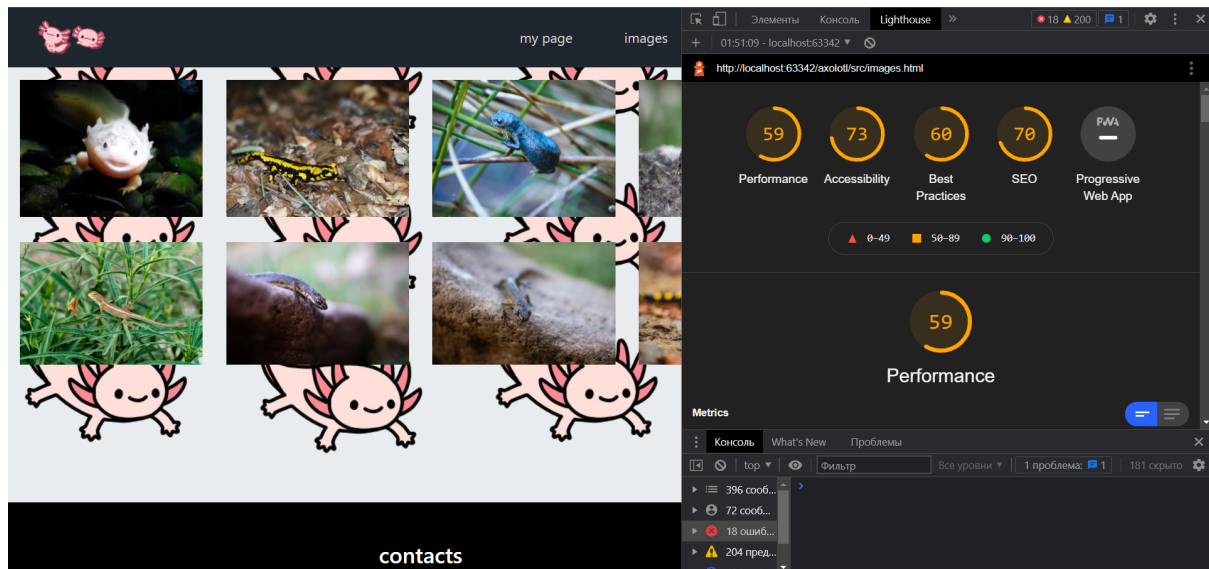 my page images
contacts
Элементы Консоль Lighthouse » 18 200 1
+ 01:51:09 - localhost:63342
http://localhost:63342/axolotl/src/images.html
59 73 60 70 PWA
Performance Accessibility Best Practices SEO Progressive Web App
0–49 50–89 90–100
59
Performance
Metrics
Консоль What's New Проблемы
top Фильтр Все уровни 1 проблема: 1 181 скрыто
396 сооб...
72 сооб...
18 ошиб...
204 пред...